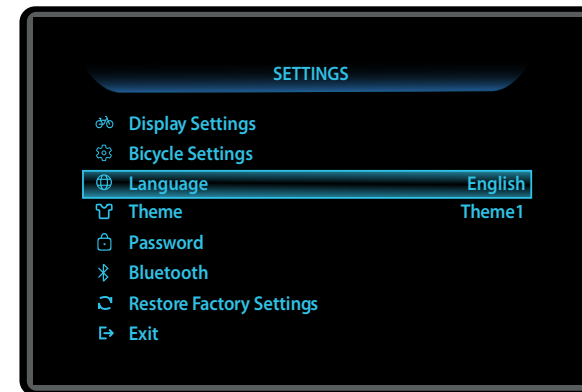 SETTINGS
Display Settings
Bicycle Settings
Language English
Theme Theme1
Password
Bluetooth
Restore Factory Settings
Exit